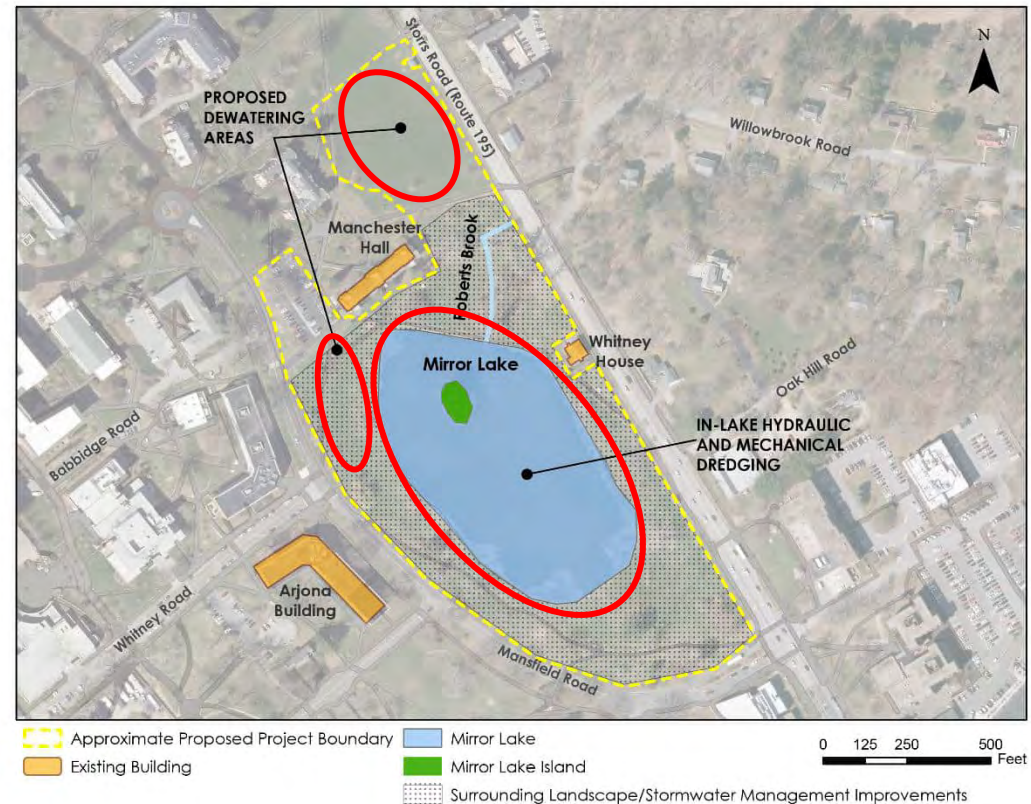 N
Storrs Road (Route 195)
PROPOSED
DEWATERING
AREAS
Willowbrook Road
Manchester
Hall
Roberts Brook
Whitney
House
Mirror Lake
Oak Hill Road
IN-LAKE HYDRAULIC
AND MECHANICAL
DREDGING
Babbidge Road
Arjona
Building
Whitney Road
Mansfield Road
Approximate Proposed Project Boundary
Mirror Lake
0 125 250 500
Feet
Existing Building
Mirror Lake Island
Surrounding Landscape/Stormwater Management Improvements